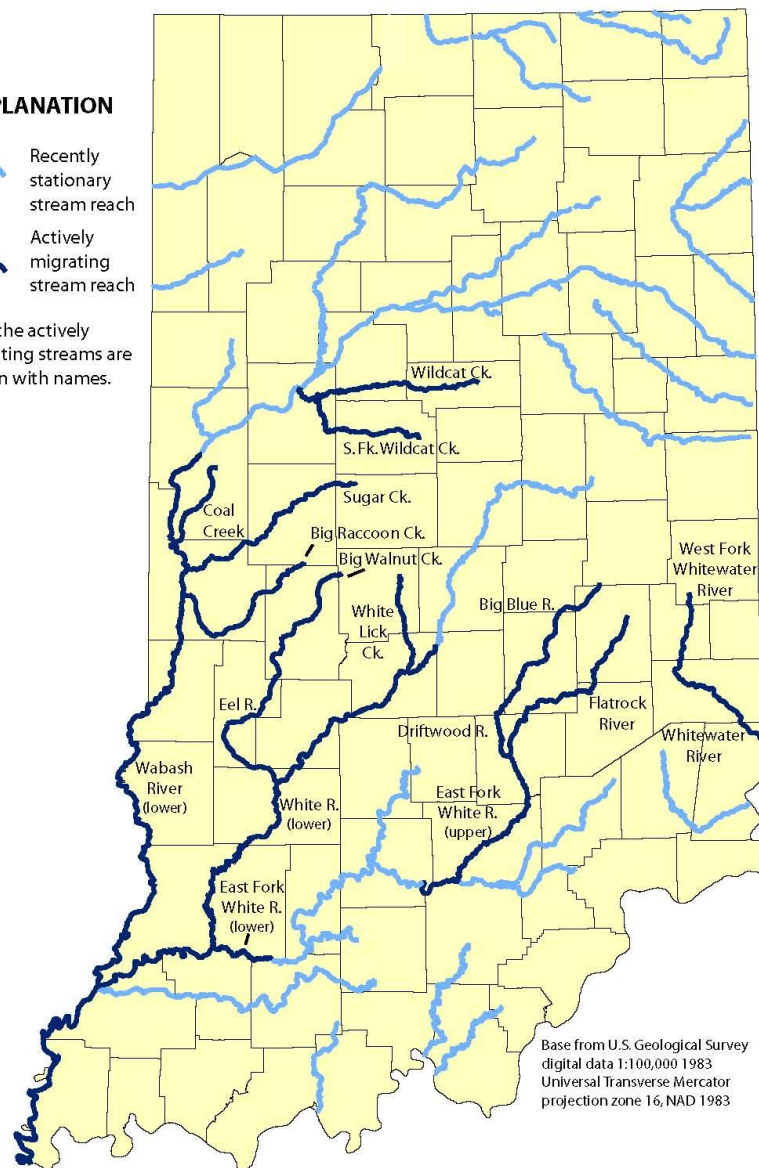 PLANATION
Recently
stationary
stream reach
Actively
migrating
stream reach
the actively
ting streams are
n with names.
Wildcat Ck.
S. Fk. Wildcat Ck.
Sugar Ck.
Coal
Creek
Big Raccoon Ck.
Big Walnut Ck.
White
Lick
Ck.
West Fork
Whitewater
River
Big Blue R.
Eel R.
Flatrock
River
Driftwood R.
Whitewater
River
Wabash
River
(lower)
White R.
(lower)
East Fork
White R.
(upper)
East Fork
White R.
(lower)
Base from U.S. Geological Survey
digital data 1:100,000 1983
Universal Transverse Mercator
projection zone 16, NAD 1983